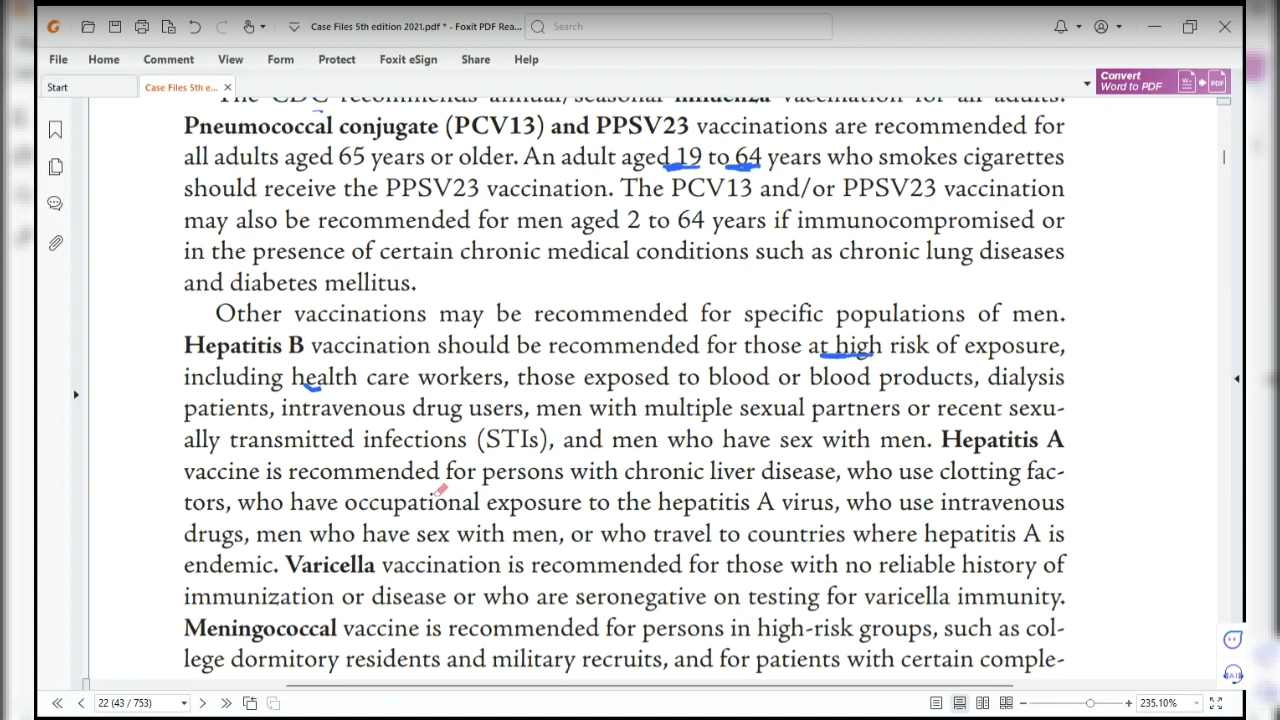 Case Files 5th edition 2021.pdf * - Foxit PDF Rea...
Search
File Home Comment View Form Protect Foxit eSign Share Help
Start
Case Files 5th e...
Convert
Word to PDF
PDF
The CDC recommends annual/seasonal influenza vaccination for all adults.
Pneumococcal conjugate (PCV13) and PPSV23 vaccinations are recommended for
all adults aged 65 years or older. An adult aged 19 to 64 years who smokes cigarettes
should receive the PPSV23 vaccination. The PCV13 and/or PPSV23 vaccination
may also be recommended for men aged 2 to 64 years if immunocompromised or
in the presence of certain chronic medical conditions such as chronic lung diseases
and diabetes mellitus.
Other vaccinations may be recommended for specific populations of men.
Hepatitis B vaccination should be recommended for those at high risk of exposure,
including health care workers, those exposed to blood or blood products, dialysis
patients, intravenous drug users, men with multiple sexual partners or recent sexu-
ally transmitted infections (STIs), and men who have sex with men. Hepatitis A
vaccine is recommended for persons with chronic liver disease, who use clotting fac-
tors, who have occupational exposure to the hepatitis A virus, who use intravenous
drugs, men who have sex with men, or who travel to countries where hepatitis A is
endemic. Varicella vaccination is recommended for those with no reliable history of
immunization or disease or who are seronegative on testing for varicella immunity.
Meningococcal vaccine is recommended for persons in high-risk groups, such as col-
lege dormitory residents and military recruits, and for patients with certain comple-
22 (43 / 753)
235.10%